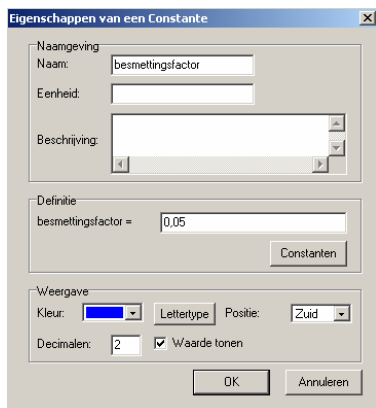 Eigenschappen van een Constante
Naamgeving
Naam: besmettingsfactor
Eenheid:
Beschrijving:
Definitie
besmettingsfactor = 0,05
Constanten
Weergave
Kleur: Lettertype Positie: Zuid
Decimalen: 2 Waarde tonen
OK Annuleren